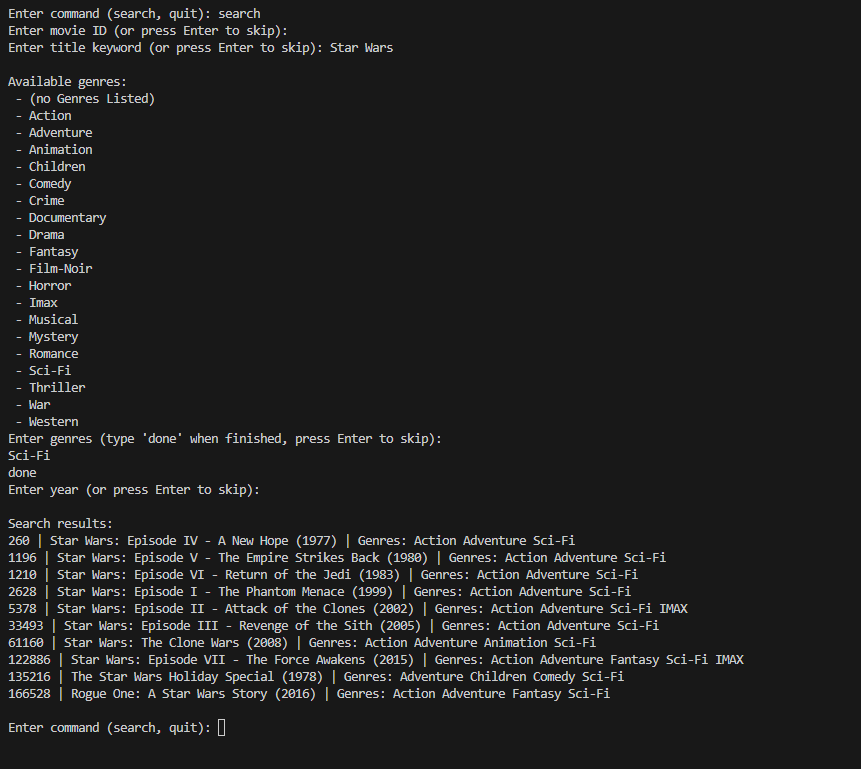 Enter command (search, quit): search
Enter movie ID (or press Enter to skip):
Enter title keyword (or press Enter to skip): Star Wars
Available genres:
- (no Genres Listed)
- Action
- Adventure
- Animation
- Children
- Comedy
- Crime
- Documentary
- Drama
- Fantasy
- Film-Noir
- Horror
- Imax
- Musical
- Mystery
- Romance
- Sci-Fi
- Thriller
- War
- Western
Enter genres (type 'done' when finished, press Enter to skip):
Sci-Fi
done
Enter year (or press Enter to skip):
Search results:
260 | Star Wars: Episode IV - A New Hope (1977) | Genres: Action Adventure Sci-Fi
1196 | Star Wars: Episode V - The Empire Strikes Back (1980) | Genres: Action Adventure Sci-Fi
1210 | Star Wars: Episode VI - Return of the Jedi (1983) | Genres: Action Adventure Sci-Fi
2628 | Star Wars: Episode I - The Phantom Menace (1999) | Genres: Action Adventure Sci-Fi
5378 | Star Wars: Episode II - Attack of the Clones (2002) | Genres: Action Adventure Sci-Fi IMAX
33493 | Star Wars: Episode III - Revenge of the Sith (2005) | Genres: Action Adventure Sci-Fi
61160 | Star Wars: The Clone Wars (2008) | Genres: Action Adventure Animation Sci-Fi
122886 | Star Wars: Episode VII - The Force Awakens (2015) | Genres: Action Adventure Fantasy Sci-Fi IMAX
135216 | The Star Wars Holiday Special (1978) | Genres: Adventure Children Comedy Sci-Fi
166528 | Rogue One: A Star Wars Story (2016) | Genres: Action Adventure Fantasy Sci-Fi
Enter command (search, quit):